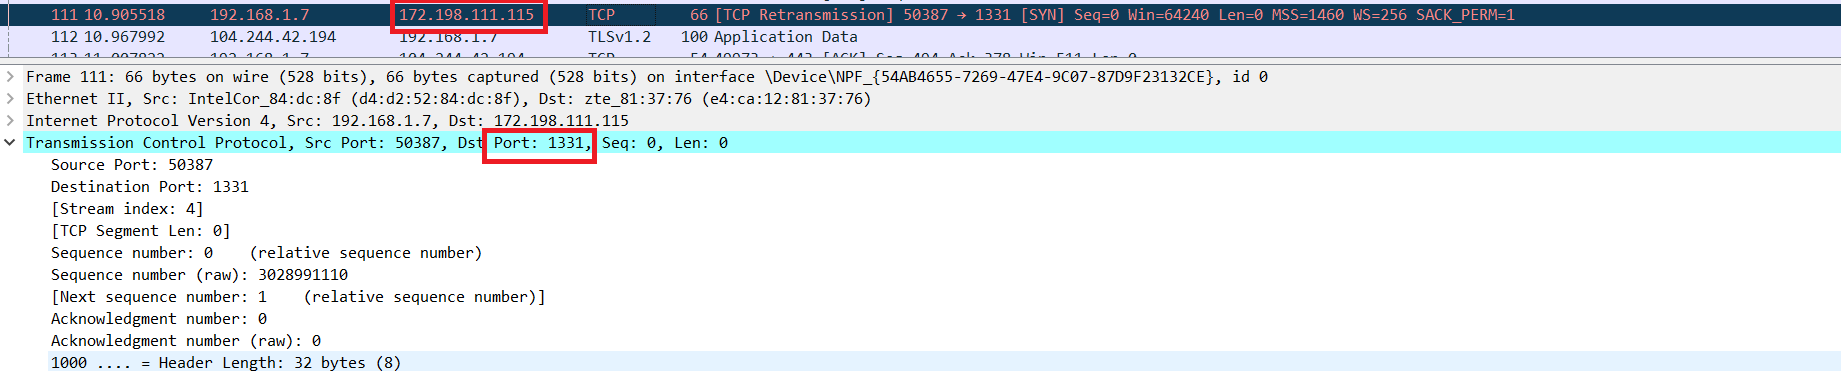 111 10.905518 192.168.1.7 172.198.111.115 TCP 66 [TCP Retransmission] 50387 → 1331 [SYN] Seq=0 Win=64240 Len=0 MSS=1460 WS=256 SACK_PERM=1
112 10.967992 104.244.42.194 192.168.1.7 TLSv1.2 100 Application Data
Frame 111: 66 bytes on wire (528 bits), 66 bytes captured (528 bits) on interface \Device\NPF_{54AB4655-7269-47E4-9C07-87D9F23132CE}, id 0
Ethernet II, Src: IntelCor_84:dc:8f (d4:d2:52:84:dc:8f), Dst: zte_81:37:76 (e4:ca:12:81:37:76)
Internet Protocol Version 4, Src: 192.168.1.7, Dst: 172.198.111.115
Transmission Control Protocol, Src Port: 50387, Dst Port: 1331, Seq: 0, Len: 0
Source Port: 50387
Destination Port: 1331
[Stream index: 4]
[TCP Segment Len: 0]
Sequence number: 0 (relative sequence number)
Sequence number (raw): 3028991110
[Next sequence number: 1 (relative sequence number)]
Acknowledgment number: 0
Acknowledgment number (raw): 0
1000 .... = Header Length: 32 bytes (8)